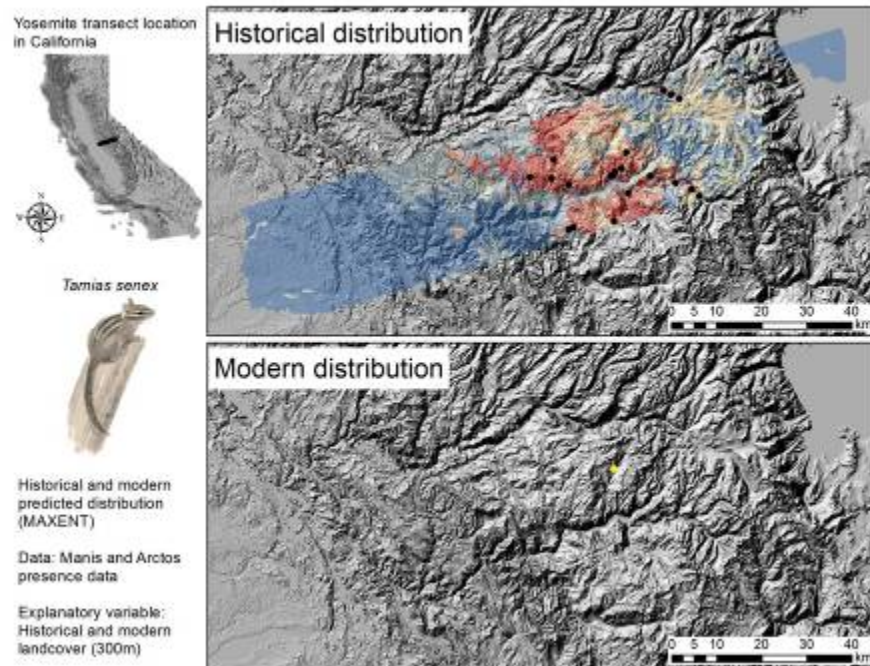 Yosemite transect location
in California
N
W
E
S
Tamias senex
Historical and modern
predicted distribution
(MAXENT)
Data: Manis and Arctos
presence data
Explanatory variable:
Historical and modern
landcover (300m)
Historical distribution
0 5 10 20 30 40
km
Modern distribution
0 5 10 20 30 40
km